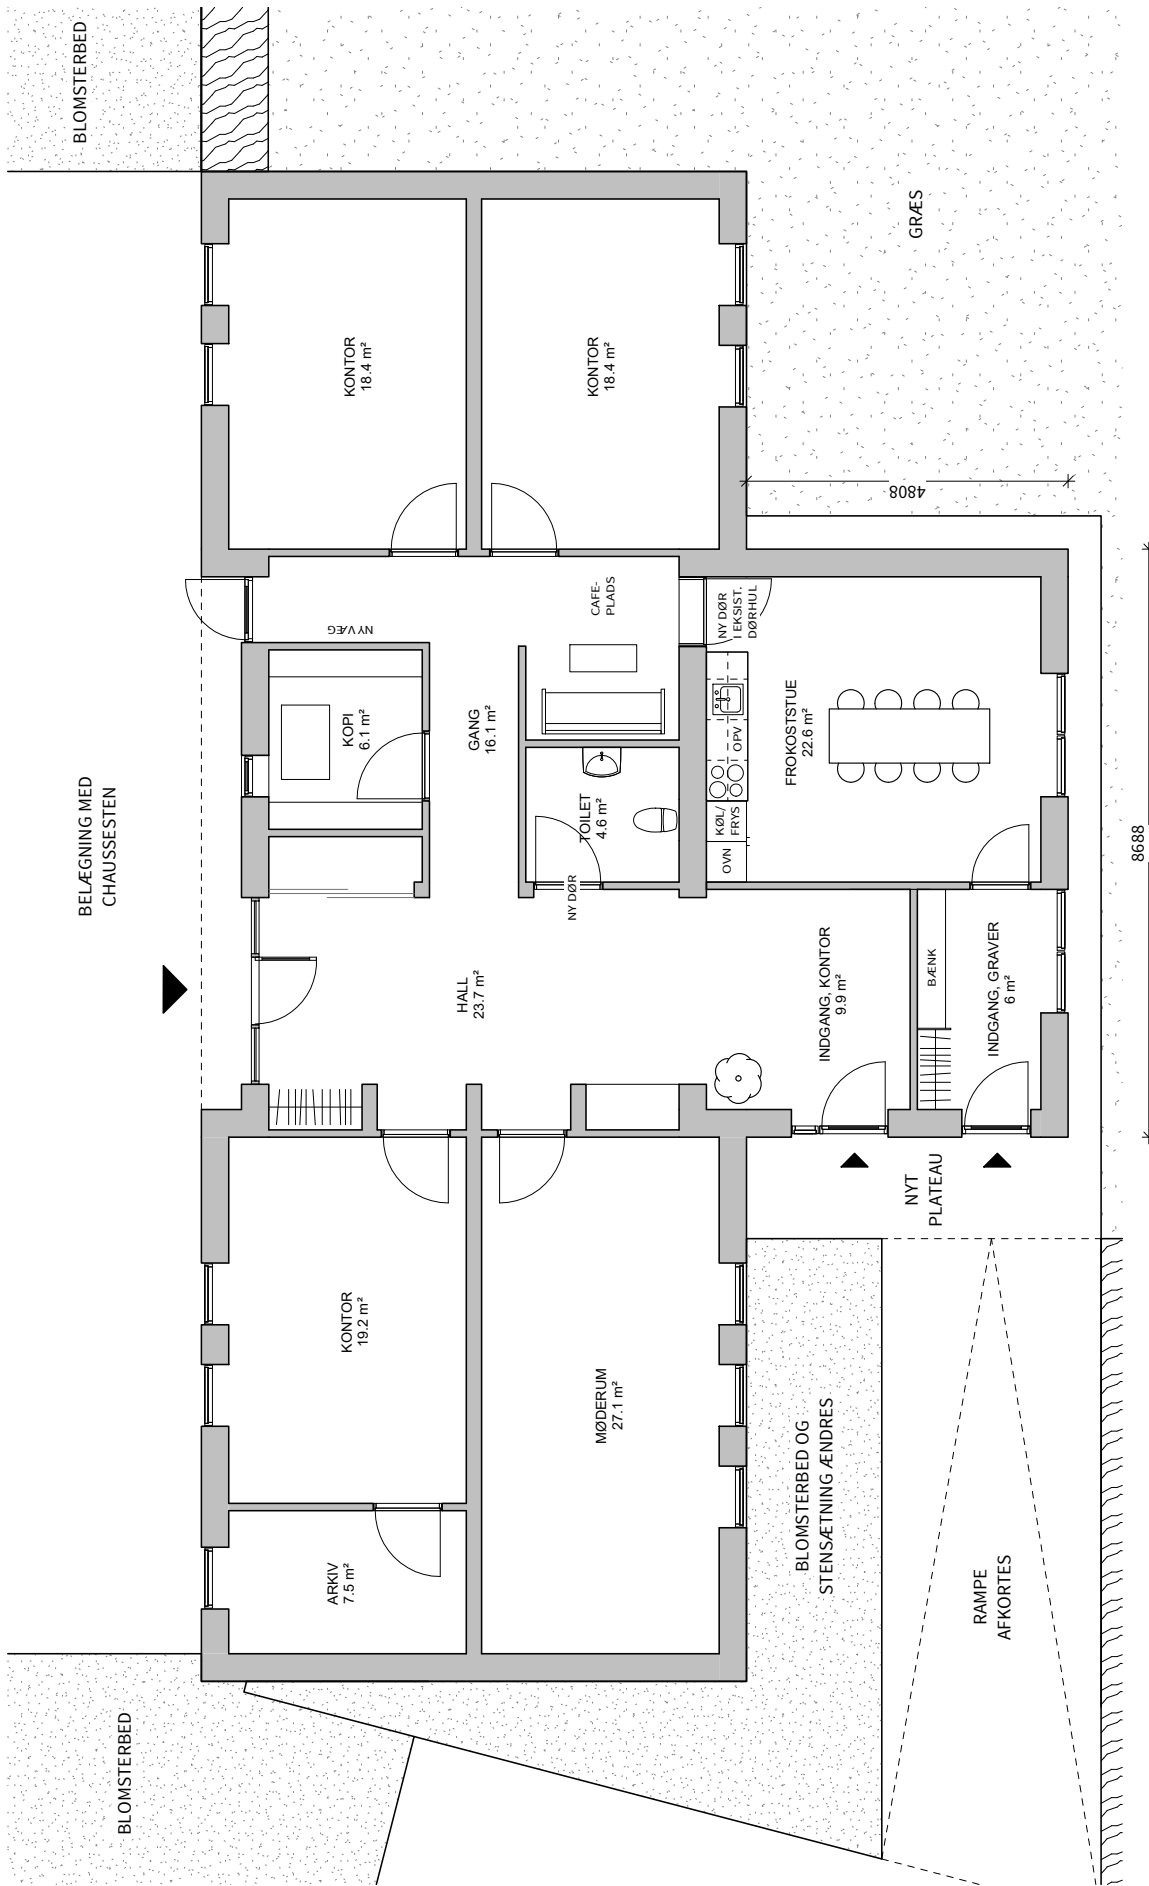 BLOMSTERBED
GRÆS
KONTOR
18.4 m²
KONTOR
18.4 m²
4808
NY VÆG
CAFE-
PLADS
NY DØR
I EKSIST.
DØRHUL
KOPI
6.1 m²
GANG
16.1 m²
OPV
FROKOSTSTUE
22.6 m²
TOILET
4.6 m²
KØL/
FRYS
OVN
8688
BELÆGNING MED
CHAUSSESTEN
NY DØR
HALL
23.7 m²
INDGANG, KONTOR
9.9 m²
BÆNK
INDGANG, GRAVER
6 m²
NYT
PLATEAU
KONTOR
19.2 m²
MØDERUM
27.1 m²
BLOMSTERBED OG
STENSÆTNING ÆNDRES
ARKIV
7.5 m²
RAMPE
AFKORTES
BLOMSTERBED